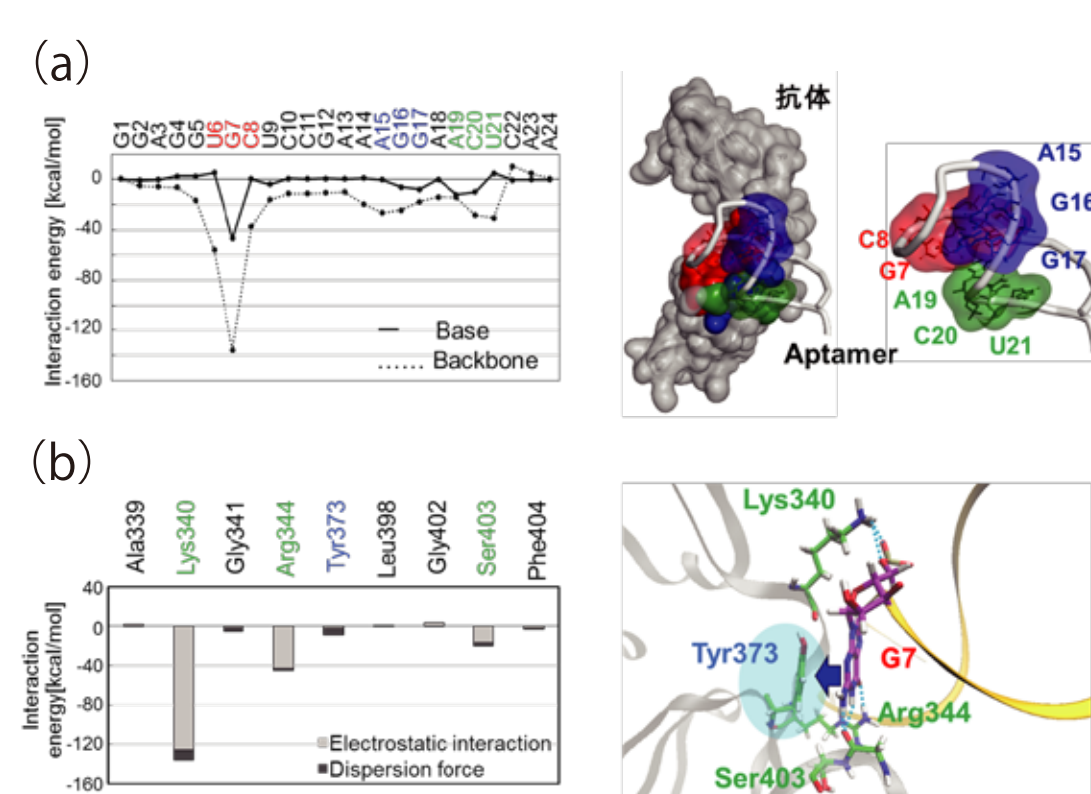 (a)
Interaction energy [kcal/mol]
G1 G2 A3 G4 G5 U6 G7 C8 U9 C10 C11 G12 A13 A14 A15 G16 G17 A18 A19 C20 U21 C22 A23 A24
0
-40
-80
-120
-160
Base
Backbone
抗体
Aptamer
A15
G16
G17
C8
G7
A19
C20
U21
(b)
Interaction
energy[kcal/mol]
Ala339 Lys340 Gly341 Arg344 Tyr373 Leu398 Gly402 Ser403 Phe404
40
0
-40
-80
-120
-160
Electrostatic interaction
Dispersion force
Lys340
Tyr373
G7
Arg344
Ser403